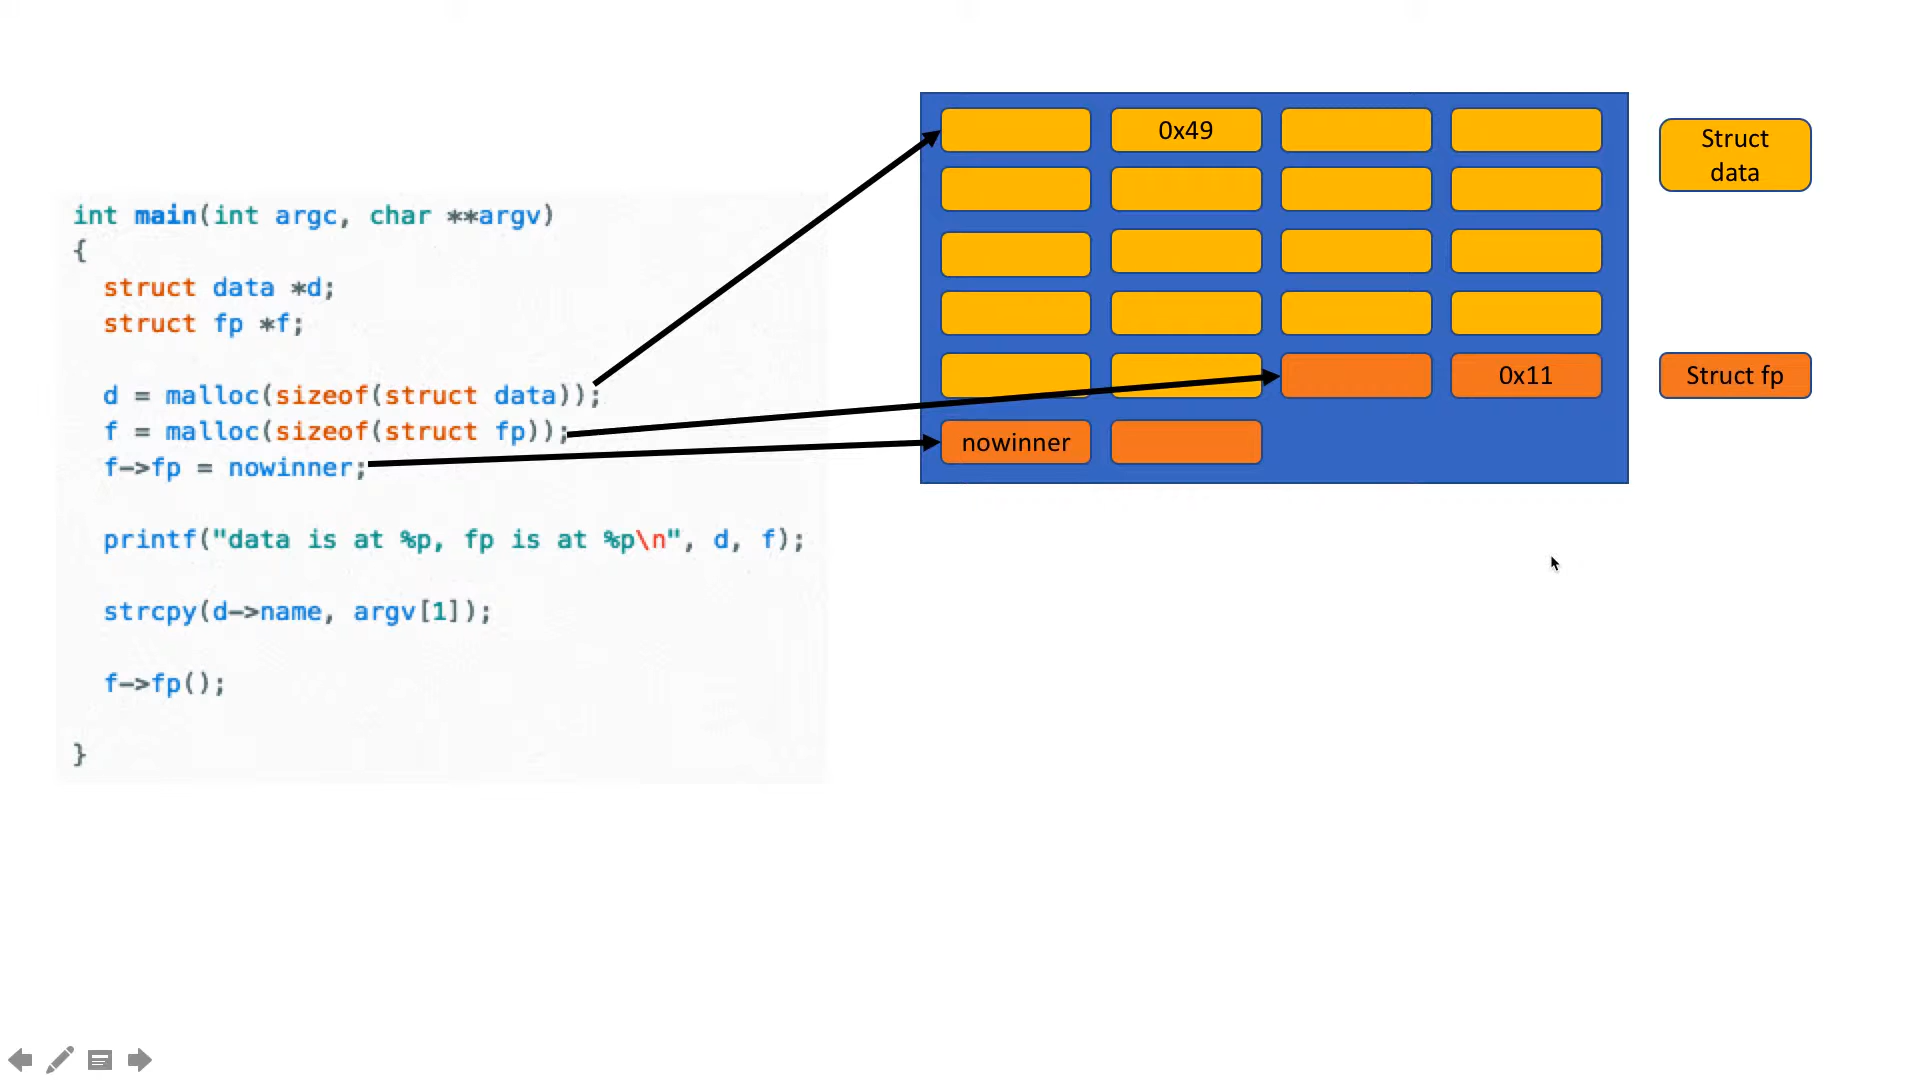 int main(int argc, char **argv)
{
struct data *d;
struct fp *f;
d = malloc(sizeof(struct data));
f = malloc(sizeof(struct fp));
f->fp = nowinner;
printf("data is at %p, fp is at %p\n", d, f);
strcpy(d->name, argv[1]);
f->fp();
}
0x49
0x11
nowinner
Struct
data
Struct fp